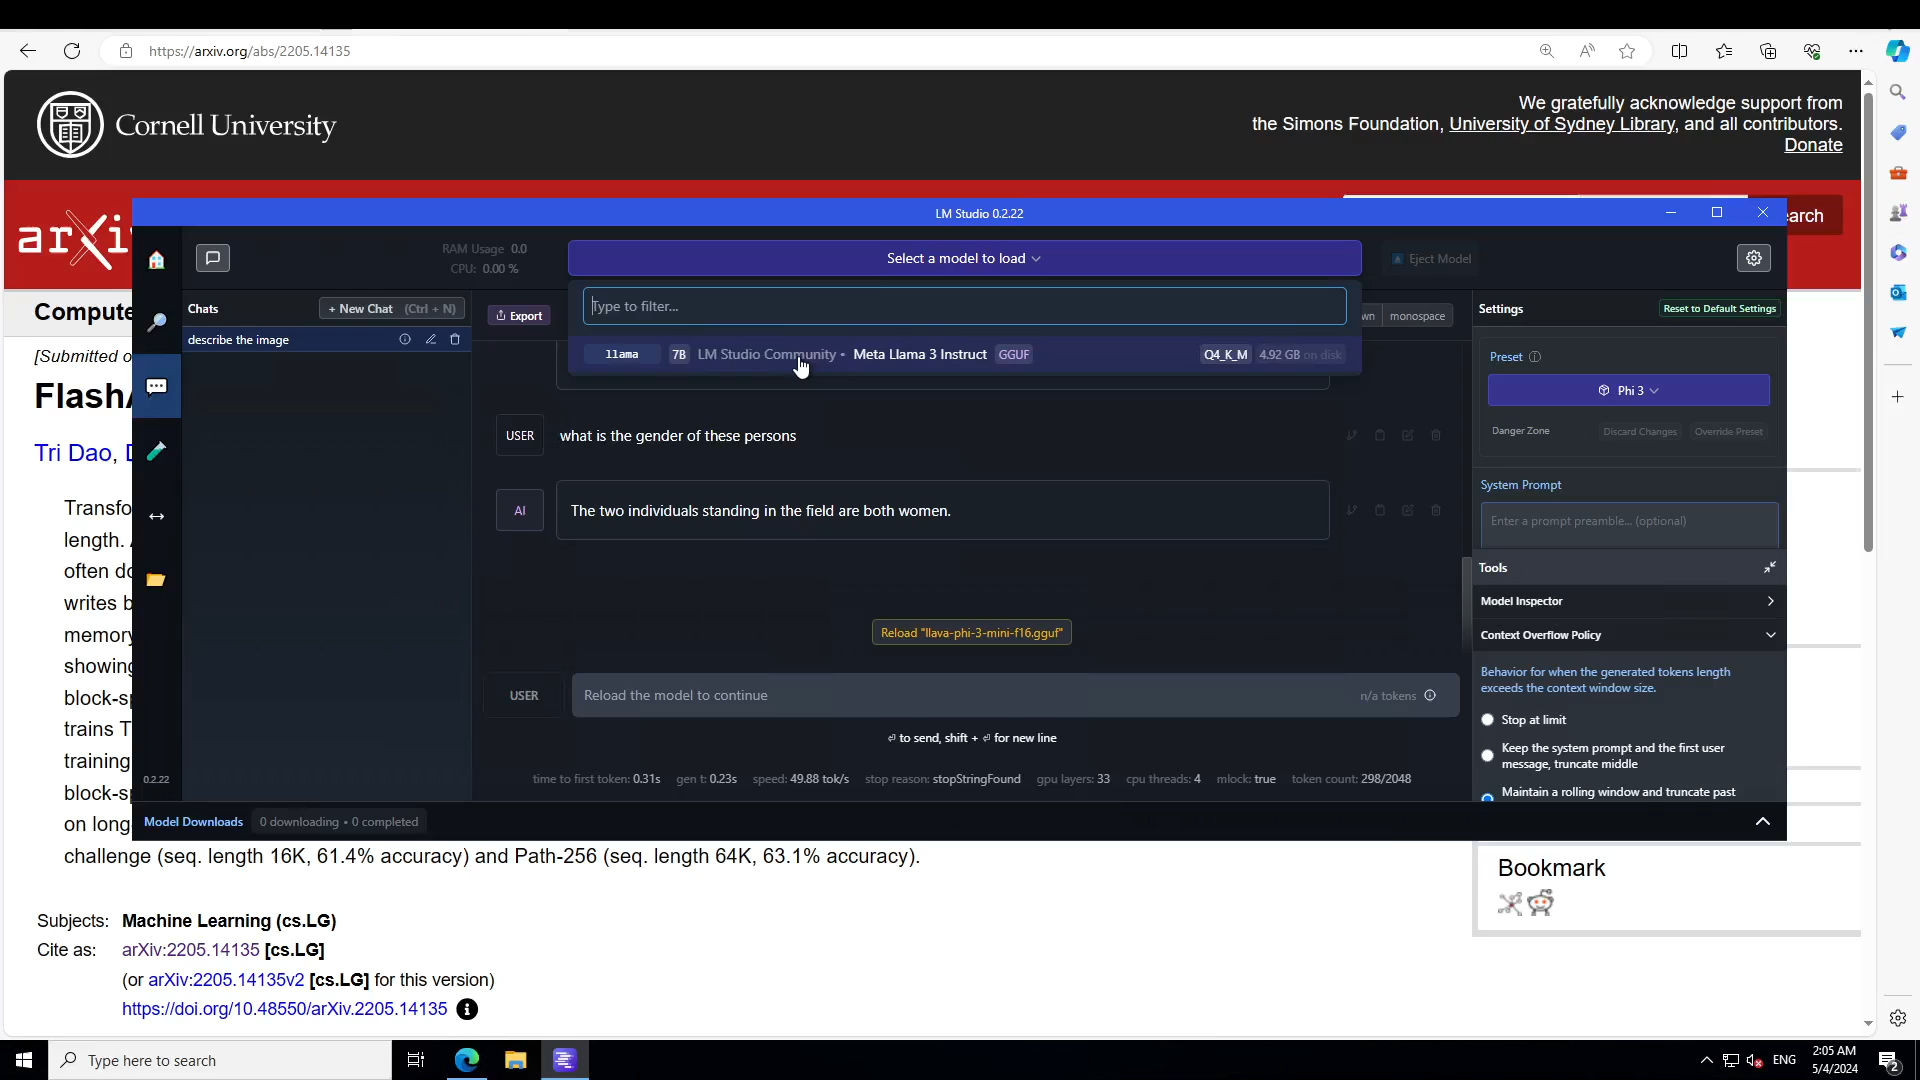 https://arxiv.org/abs/2205.14135
Cornell University
We gratefully acknowledge support from
the Simons Foundation, University of Sydney Library, and all contributors.
Donate
arXi
earch
LM Studio 0.2.22
RAM Usage 0.0
CPU: 0.00 %
Select a model to load
Eject Model
Type to filter...
llama 7B LM Studio Community • Meta Llama 3 Instruct GGUF Q4_K_M 4.92 GB on disk
Chats
+ New Chat (Ctrl + N)
describe the image
Export
wn monospace
USER what is the gender of these persons
AI The two individuals standing in the field are both women.
Reload "llava-phi-3-mini-f16.gguf"
USER Reload the model to continue n/a tokens
⏎ to send, shift + ⏎ for new line
time to first token: 0.31s gen t: 0.23s speed: 49.88 tok/s stop reason: stopStringFound gpu layers: 33 cpu threads: 4 mlock: true token count: 298/2048
Settings
Reset to Default Settings
Preset
Phi 3
Danger Zone Discard Changes Override Preset
System Prompt
Enter a prompt preamble... (optional)
Tools
Model Inspector
Context Overflow Policy
Behavior for when the generated tokens length
exceeds the context window size.
Stop at limit
Keep the system prompt and the first user
message, truncate middle
Maintain a rolling window and truncate past
0.2.22
Model Downloads 0 downloading • 0 completed
Compute
[Submitted o
FlashA
Tri Dao, D
Transfo
length. A
often do
writes b
memory
showing
block-sp
trains T
training
block-sp
on long
challenge (seq. length 16K, 61.4% accuracy) and Path-256 (seq. length 64K, 63.1% accuracy).
Subjects: Machine Learning (cs.LG)
Cite as: arXiv:2205.14135 [cs.LG]
(or arXiv:2205.14135v2 [cs.LG] for this version)
https://doi.org/10.48550/arXiv.2205.14135
Bookmark
Type here to search
ENG
2:05 AM
5/4/2024
2